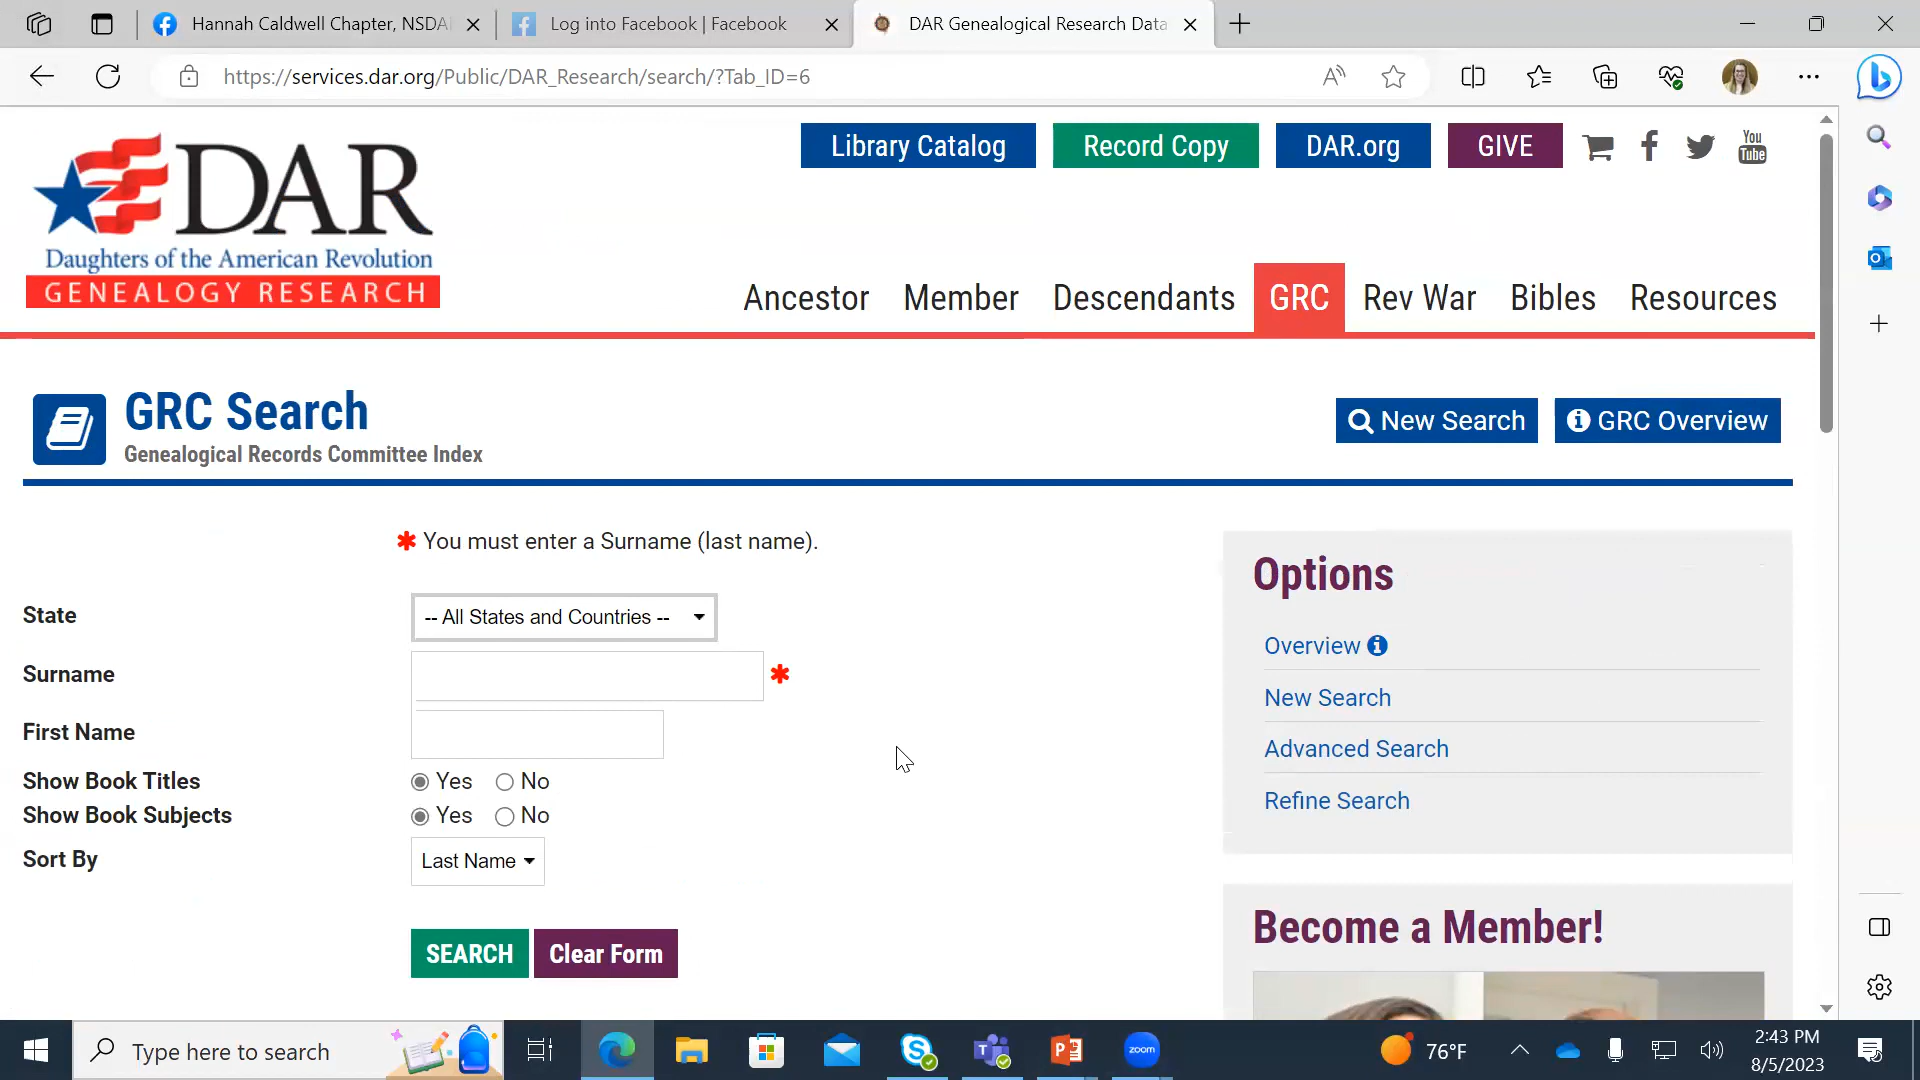 Hannah Caldwell Chapter, NSDA
Log into Facebook | Facebook
DAR Genealogical Research Data
https://services.dar.org/Public/DAR_Research/search/?Tab_ID=6
DAR
Daughters of the American Revolution
GENEALOGY RESEARCH
Library Catalog
Record Copy
DAR.org
GIVE
You
Tube
Ancestor
Member
Descendants
GRC
Rev War
Bibles
Resources
GRC Search
Genealogical Records Committee Index
New Search
GRC Overview
You must enter a Surname (last name).
State
-- All States and Countries --
Surname
First Name
Show Book Titles
Yes
No
Show Book Subjects
Yes
No
Sort By
Last Name
SEARCH
Clear Form
Options
Overview
New Search
Advanced Search
Refine Search
Become a Member!
Type here to search
zoom
76°F
2:43 PM
8/5/2023